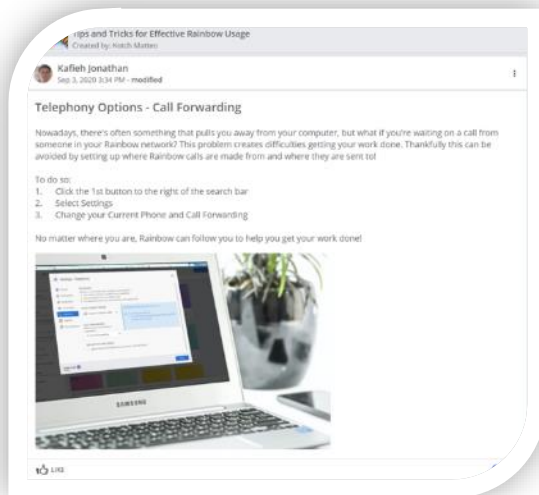 Tips and Tricks for Effective Rainbow Usage
Created by: Notch Matteo
Kafieh Jonathan
Sep 3, 2020 3:34 PM - modified
Telephony Options - Call Forwarding
Nowadays, there's often something that pulls you away from your computer, but what if you're waiting on a call from
someone in your Rainbow network? This problem creates difficulties getting your work done. Thankfully this can be
avoided by setting up where Rainbow calls are made from and where they are sent to!
To do so:
1. Click the 1st button to the right of the search bar
2. Select Settings
3. Change your Current Phone and Call Forwarding
No matter where you are, Rainbow can follow you to help you get your work done!
SAMSUNG
LIKE